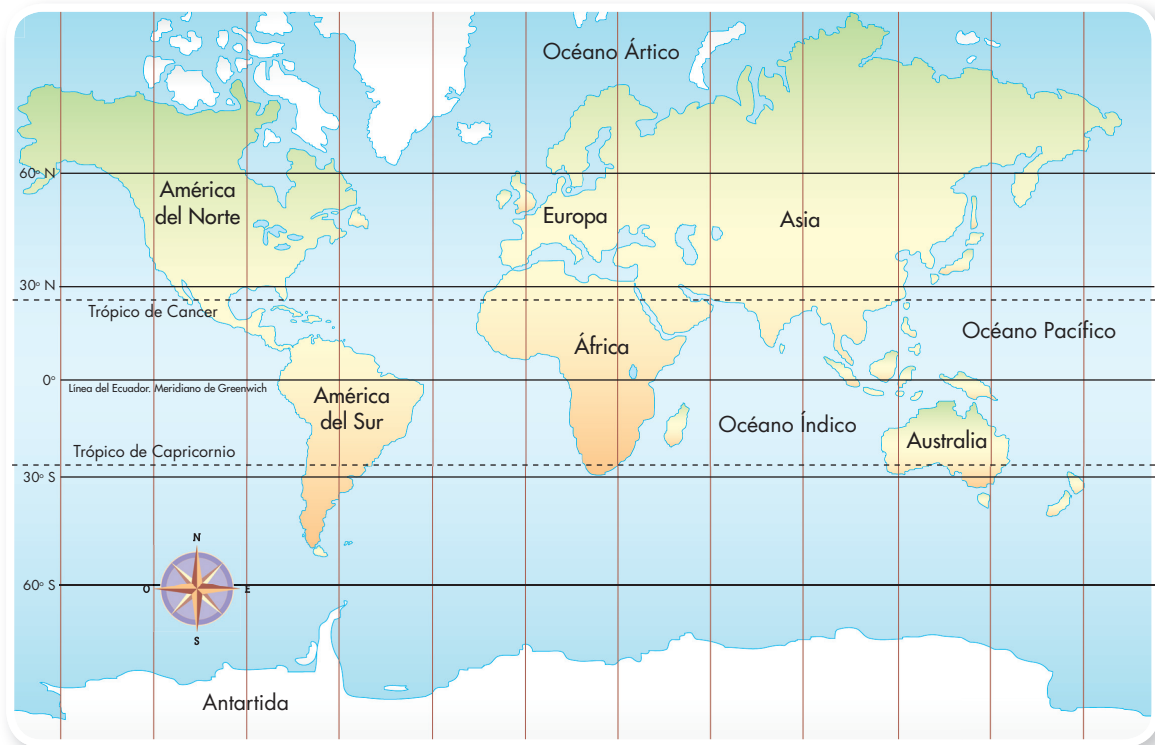 Océano Ártico
60° N
América
del Norte
Europa
Asia
30° N
Trópico de Cancer
Océano Pacífico
África
0°
Línea del Ecuador. Meridiano de Greenwich
América
del Sur
Océano Índico
Australia
Trópico de Capricornio
30° S
N
60° S
O
E
S
Antartida